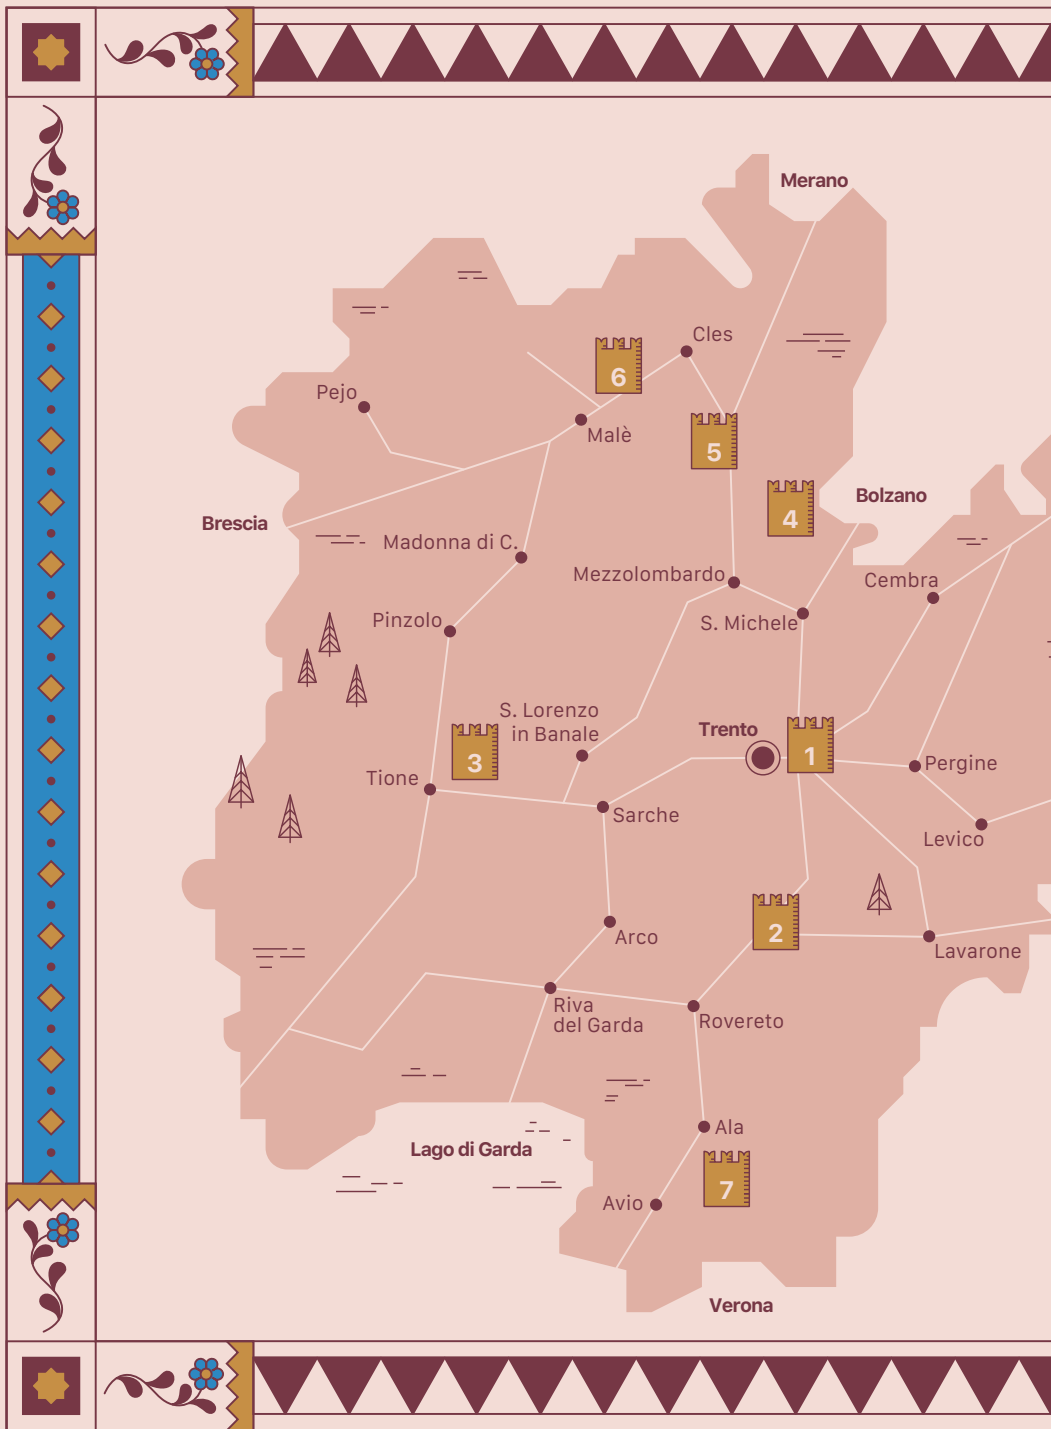 Merano
Cles
6
Pejo
Malè
5
Bolzano
4
Brescia
Madonna di C.
Mezzolombardo
Cembra
Pinzolo
S. Michele
S. Lorenzo
in Banale
Trento
1
3
Pergine
Tione
Sarche
Levico
2
Arco
Lavarone
Riva
del Garda
Rovereto
Ala
Lago di Garda
7
Avio
Verona